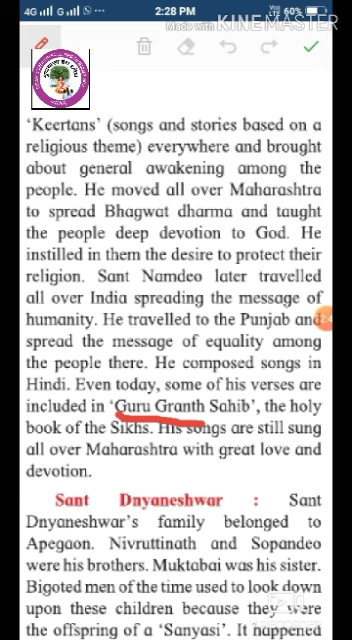 4G G 2:28 PM Vo) LTE 60%
Made with KINEMASTER
'Keertans' (songs and stories based on a
religious theme) everywhere and brought
about general awakening among the
people. He moved all over Maharashtra
to spread Bhagwat dharma and taught
the people deep devotion to God. He
instilled in them the desire to protect their
religion. Sant Namdeo later travelled
all over India spreading the message of
humanity. He travelled to the Punjab and
spread the message of equality among
the people there. He composed songs in
Hindi. Even today, some of his verses are
included in 'Guru Granth Sahib', the holy
book of the Sikhs. His songs are still sung
all over Maharashtra with great love and
devotion.
Sant Dnyaneshwar : Sant
Dnyaneshwar's family belonged to
Apegaon. Nivruttinath and Sopandeo
were his brothers. Muktabai was his sister.
Bigoted men of the time used to look down
upon these children because they were
the offspring of a 'Sanyasi'. It happened